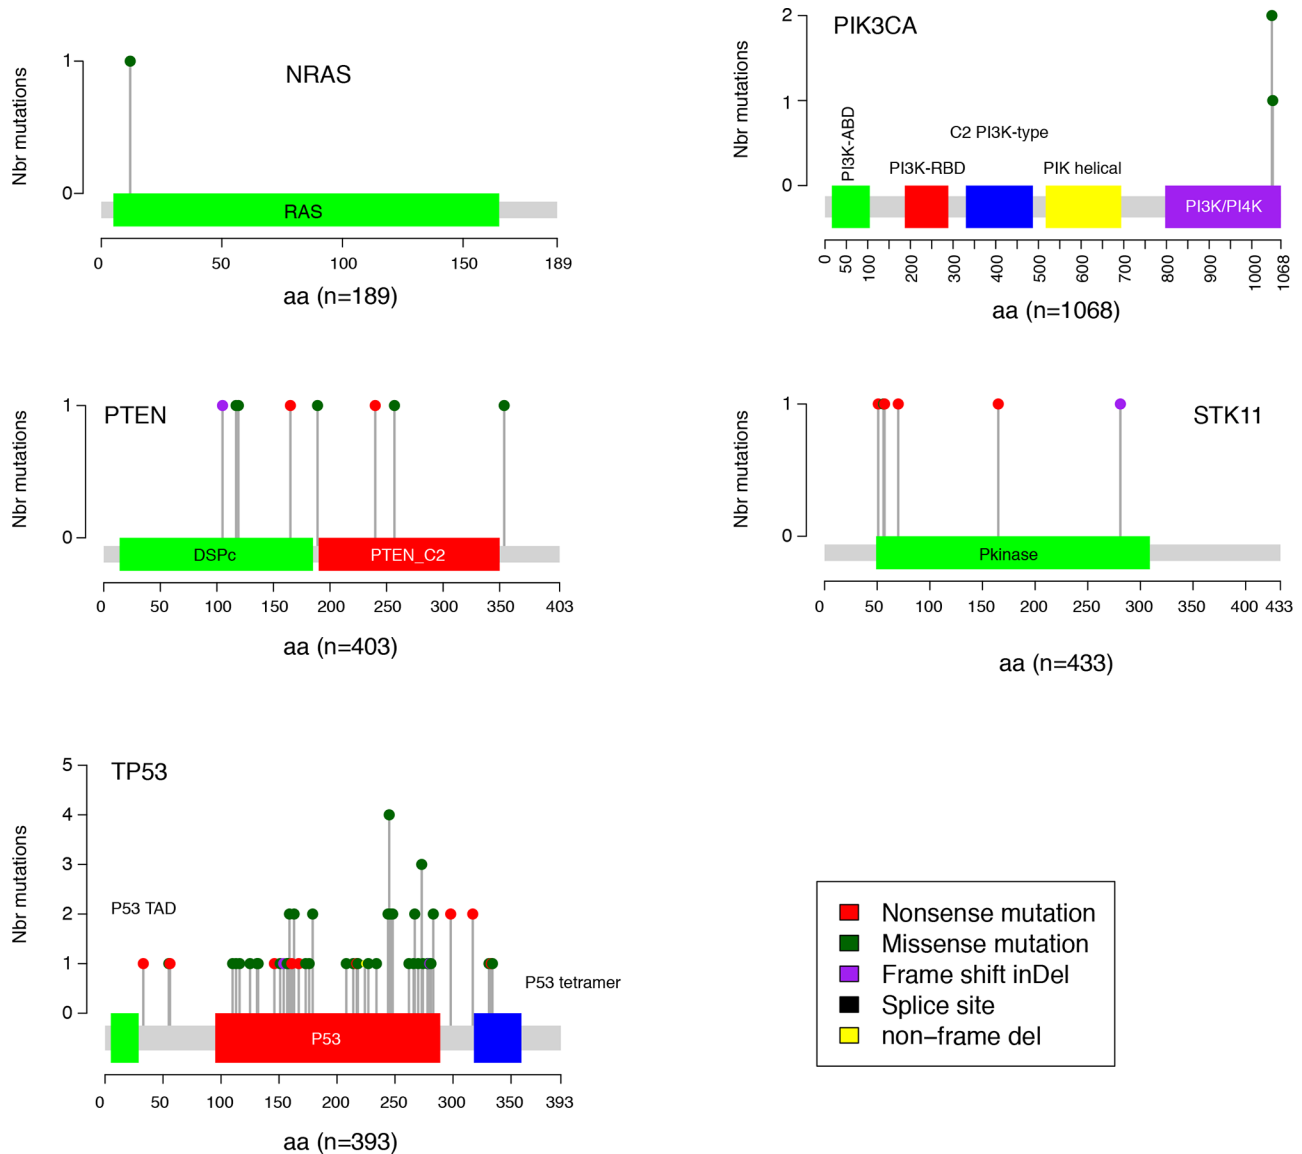 NRAS
Nbr mutations
1
0
RAS
0 50 100 150 189
aa (n=189)
PIK3CA
Nbr mutations
2
1
0
PI3K-ABD
C2 PI3K-type
PI3K-RBD
PIK helical
PI3K/PI4K
0 50 100 200 300 400 500 600 700 800 900 1000 1068
aa (n=1068)
PTEN
Nbr mutations
1
0
DSPc
PTEN_C2
0 50 100 150 200 250 300 350 403
aa (n=403)
STK11
Nbr mutations
1
0
Pkinase
0 50 100 150 200 250 300 350 400 433
aa (n=433)
TP53
Nbr mutations
5
4
3
2
1
0
P53 TAD
P53 tetramer
P53
0 50 100 150 200 250 300 350 393
aa (n=393)
Nonsense mutation
Missense mutation
Frame shift inDel
Splice site
non−frame del